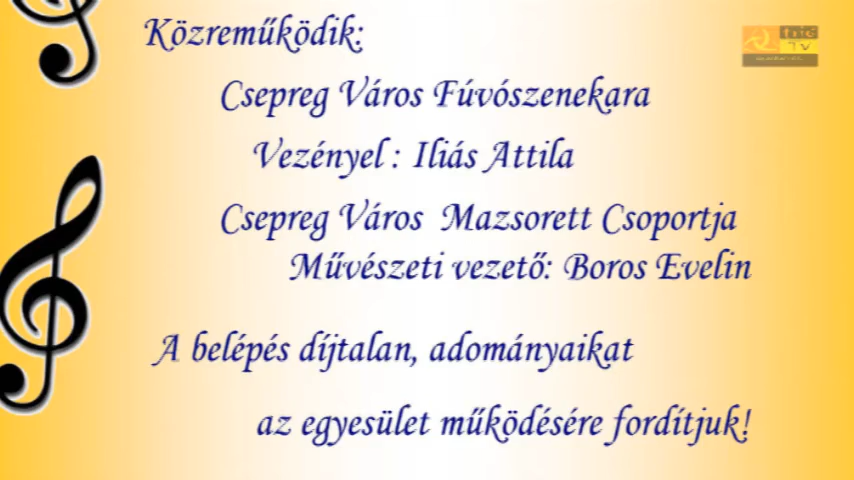 Közreműködik:
Csepreg Város Fúvószenekara
Vezényel : Iliás Attila
Csepreg Város Mazsorett Csoportja
Művészeti vezető: Boros Evelin
A belépés díjtalan, adományaikat
az egyesület működésére fordítjuk!
TV